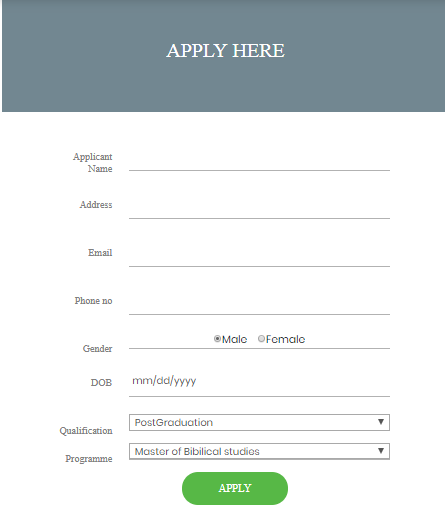 APPLY HERE
Applicant
Name
Address
Email
Phone no
Gender Male Female
DOB mm/dd/yyyy
Qualification PostGraduation
Programme Master of Bibilical studies
APPLY